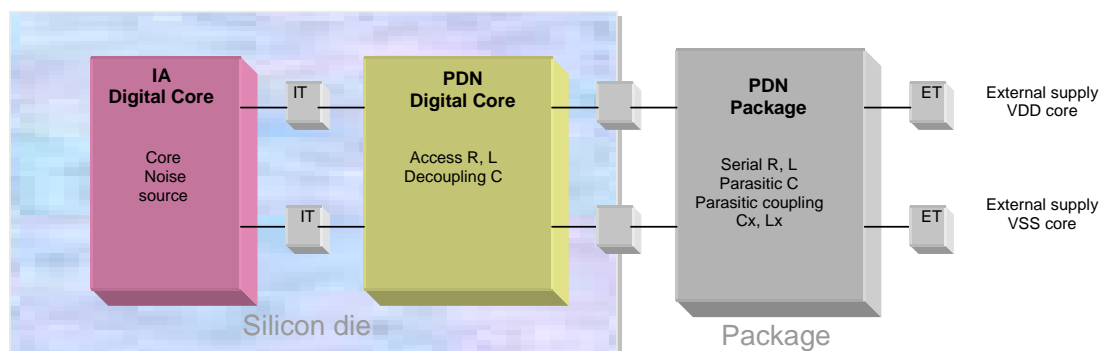 IA
Digital Core
Core
Noise
source
IT
IT
PDN
Digital Core
Access R, L
Decoupling C
PDN
Package
Serial R, L
Parasitic C
Parasitic coupling
Cx, Lx
ET
ET
External supply
VDD core
External supply
VSS core
Silicon die
Package